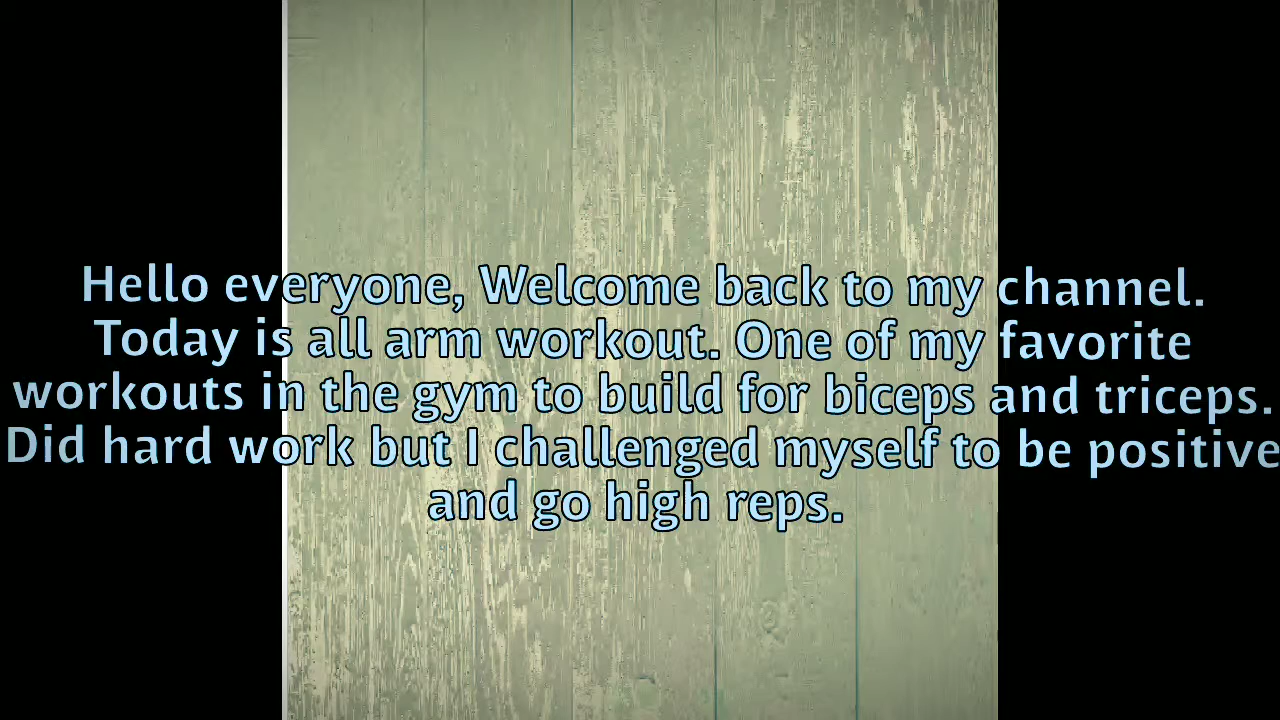 Hello everyone, Welcome back to my channel.
Today is all arm workout. One of my favorite
workouts in the gym to build for biceps and triceps.
Did hard work but I challenged myself to be positive
and go high reps.